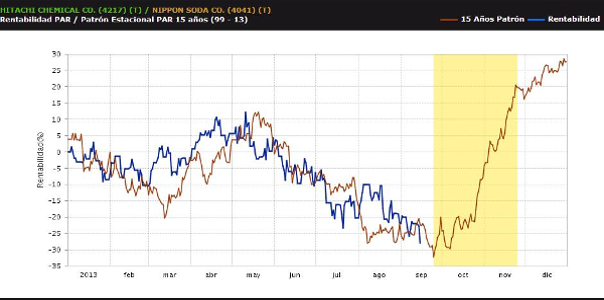 HITACHI CHEMICAL CO. (4217) (T) / NIPPON SODA CO. (4041) (T)
Rentabilidad PAR / Patrón Estacional PAR 15 años (99 - 13)
15 Años Patrón
Rentabilidad
Rentabilidad(%)
30
25
20
15
10
5
0
-5
-10
-15
-20
-25
-30
-35
2013
feb
mar
abr
may
jun
jul
ago
sep
oct
nov
dic